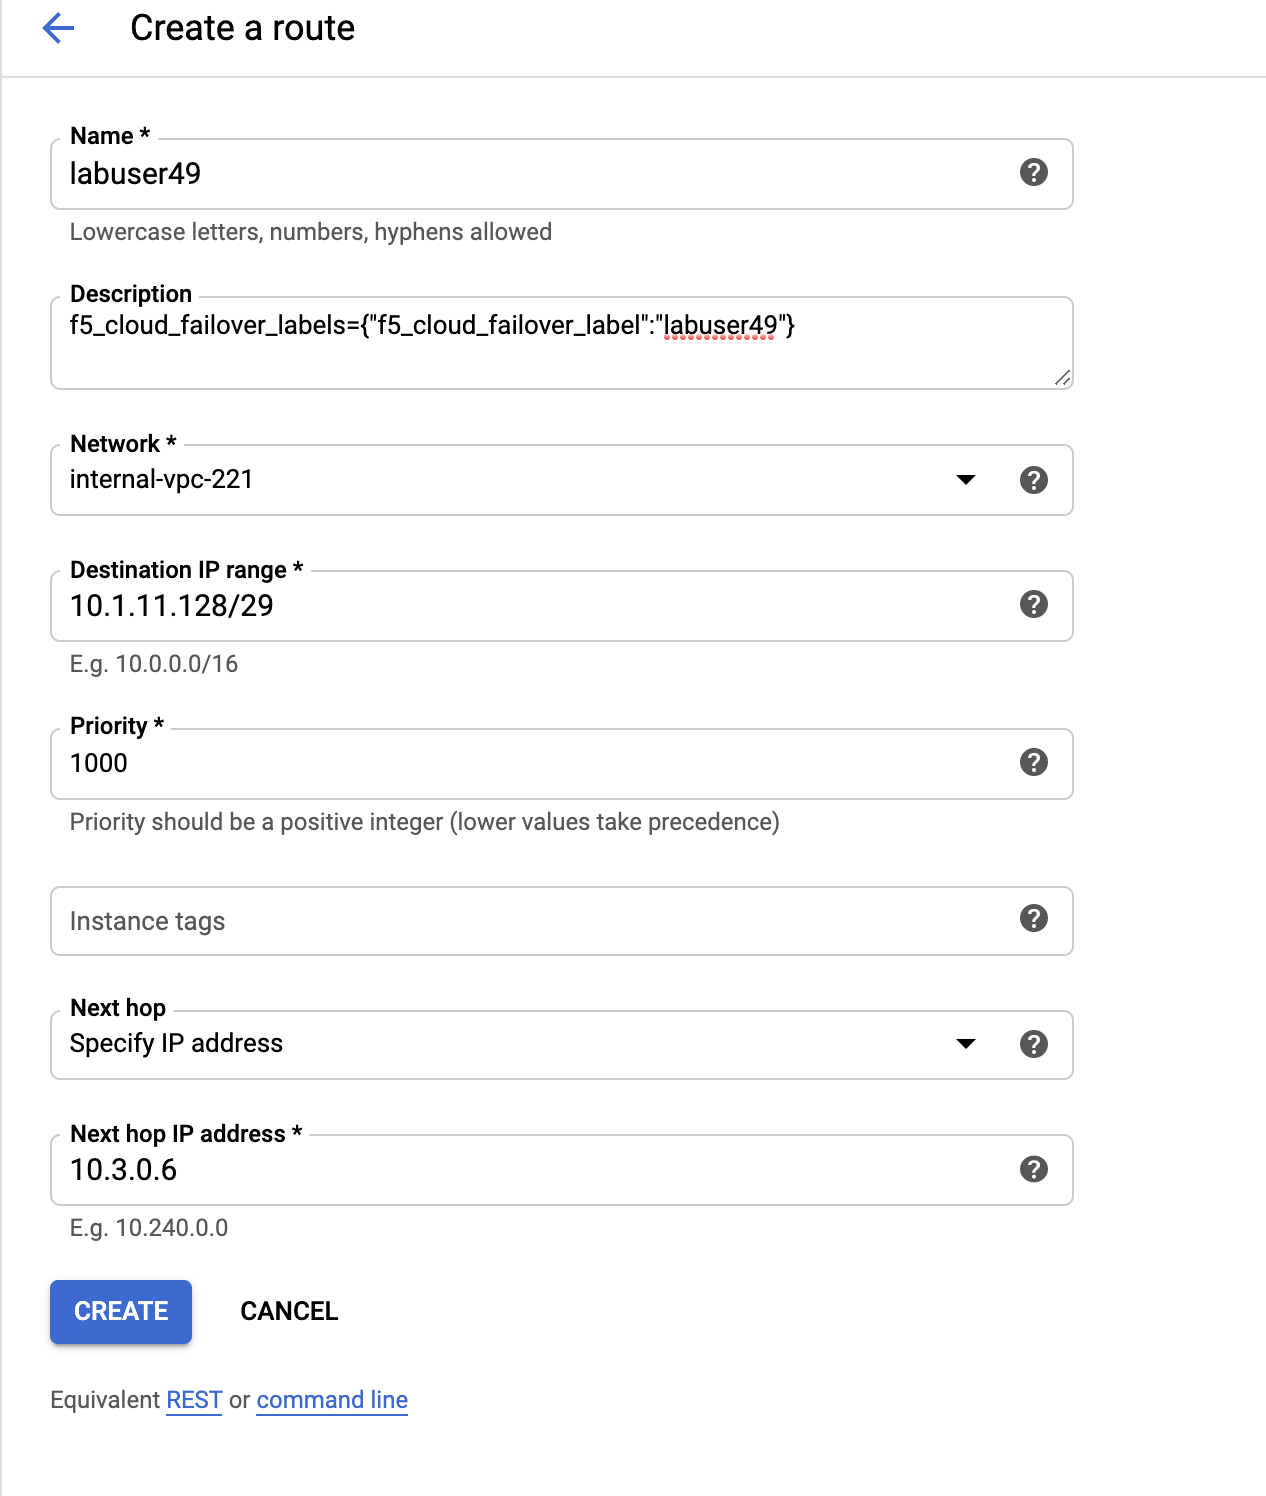 Create a route
Name *
labuser49
Lowercase letters, numbers, hyphens allowed
Description
f5_cloud_failover_labels={"f5_cloud_failover_label":"labuser49"}
Network *
internal-vpc-221
Destination IP range *
10.1.11.128/29
E.g. 10.0.0.0/16
Priority *
1000
Priority should be a positive integer (lower values take precedence)
Instance tags
Next hop
Specify IP address
Next hop IP address *
10.3.0.6
E.g. 10.240.0.0
CREATE CANCEL
Equivalent REST or command line